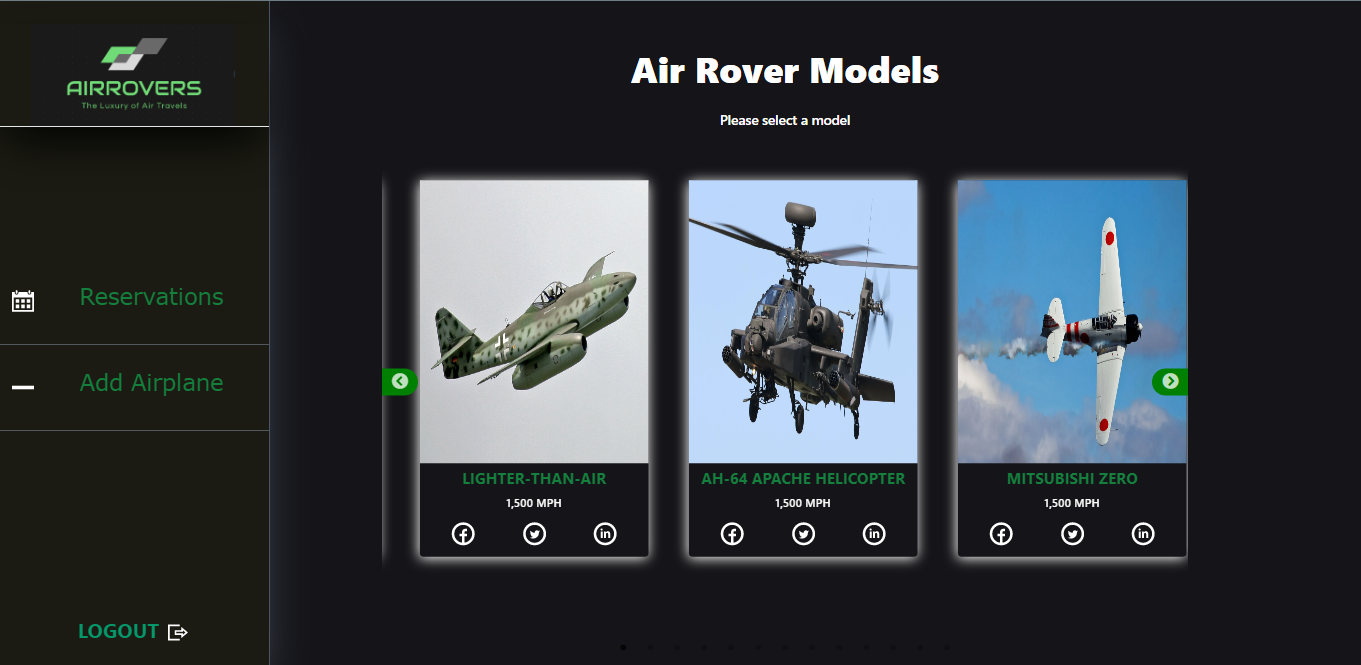 AIRROVERS
The Luxury of Air Travels
Reservations
Add Airplane
LOGOUT
Air Rover Models
Please select a model
LIGHTER-THAN-AIR
1,500 MPH
AH-64 APACHE HELICOPTER
1,500 MPH
MITSUBISHI ZERO
1,500 MPH